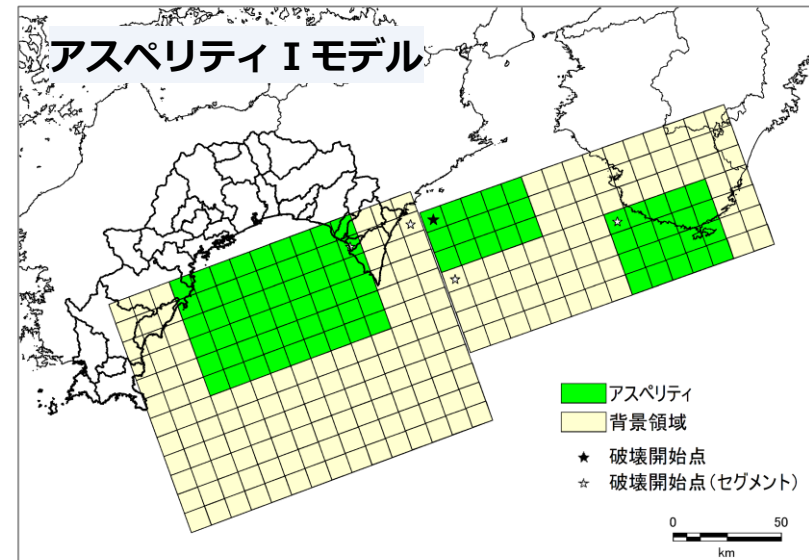 アスペリティ I モデル
アスペリティ
背景領域
★ 破壊開始点
☆ 破壊開始点(セグメント)
0 50
km